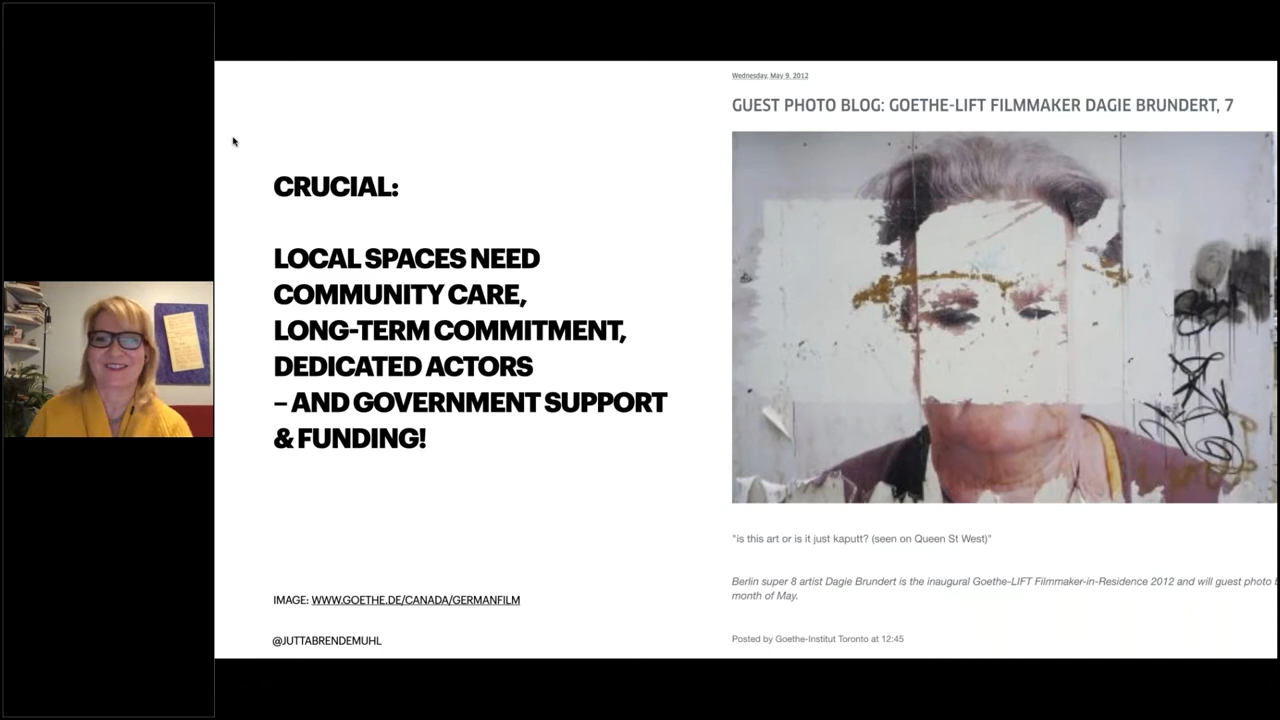 CRUCIAL:
LOCAL SPACES NEED
COMMUNITY CARE,
LONG-TERM COMMITMENT,
DEDICATED ACTORS
– AND GOVERNMENT SUPPORT
& FUNDING!
IMAGE: WWW.GOETHE.DE/CANADA/GERMANFILM
@JUTTABRENDEMUHL
Wednesday, May 9, 2012
GUEST PHOTO BLOG: GOETHE-LIFT FILMMAKER DAGIE BRUNDERT, 7
"is this art or is it just kaputt? (seen on Queen St West)"
Berlin super 8 artist Dagie Brundert is the inaugural Goethe-LIFT Filmmaker-in-Residence 2012 and will guest photo
month of May.
Posted by Goethe-Institut Toronto at 12:45